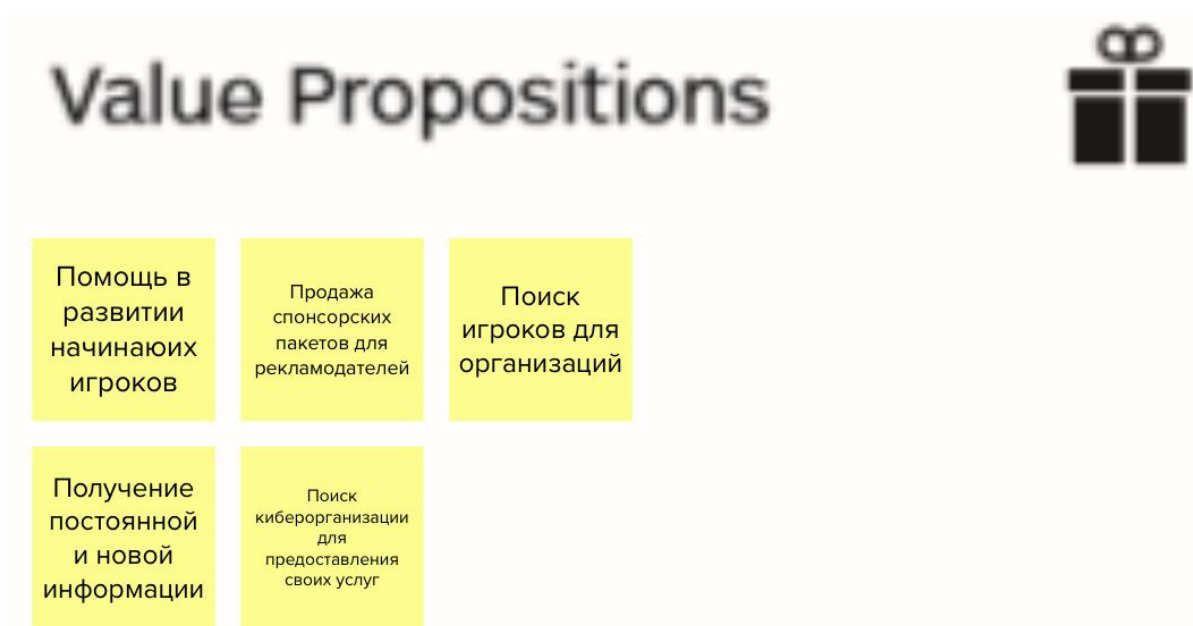 Value Propositions
Помощь в
развитии
начинаюих
игроков
Продажа
спонсорских
пакетов для
рекламодателей
Поиск
игроков для
организаций
Получение
постоянной
и новой
информации
Поиск
киберорганизации
для
предоставления
своих услуг